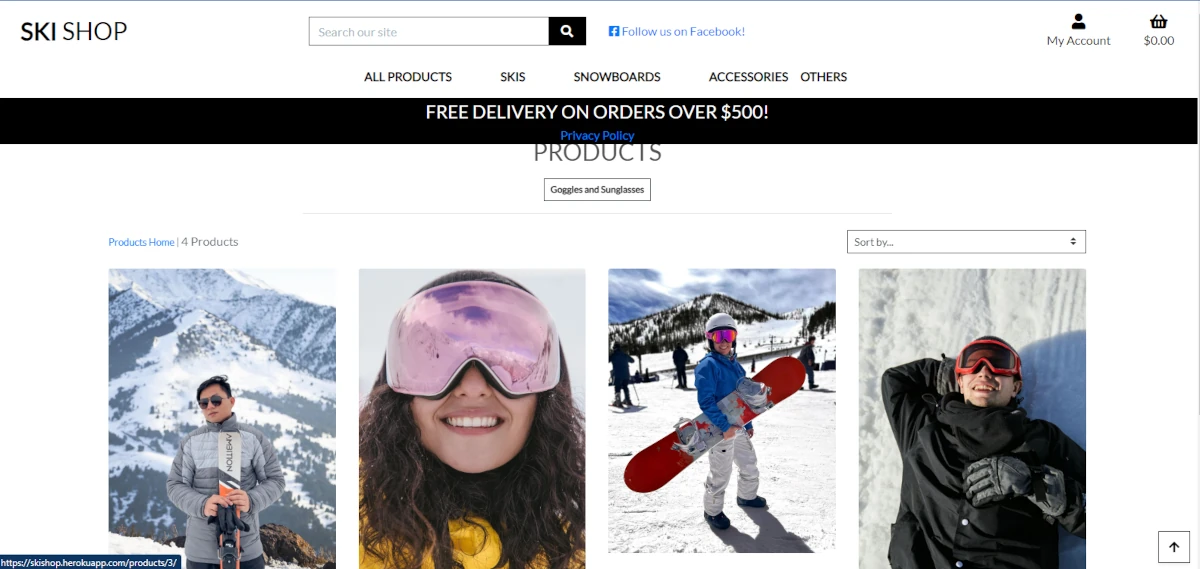 SKI SHOP
Search our site
Follow us on Facebook!
My Account
$0.00
ALL PRODUCTS
SKIS
SNOWBOARDS
ACCESSORIES
OTHERS
FREE DELIVERY ON ORDERS OVER $500!
Privacy Policy
PRODUCTS
Goggles and Sunglasses
Products Home | 4 Products
Sort by...
NOLLITION
https://skishop.herokuapp.com/products/3/